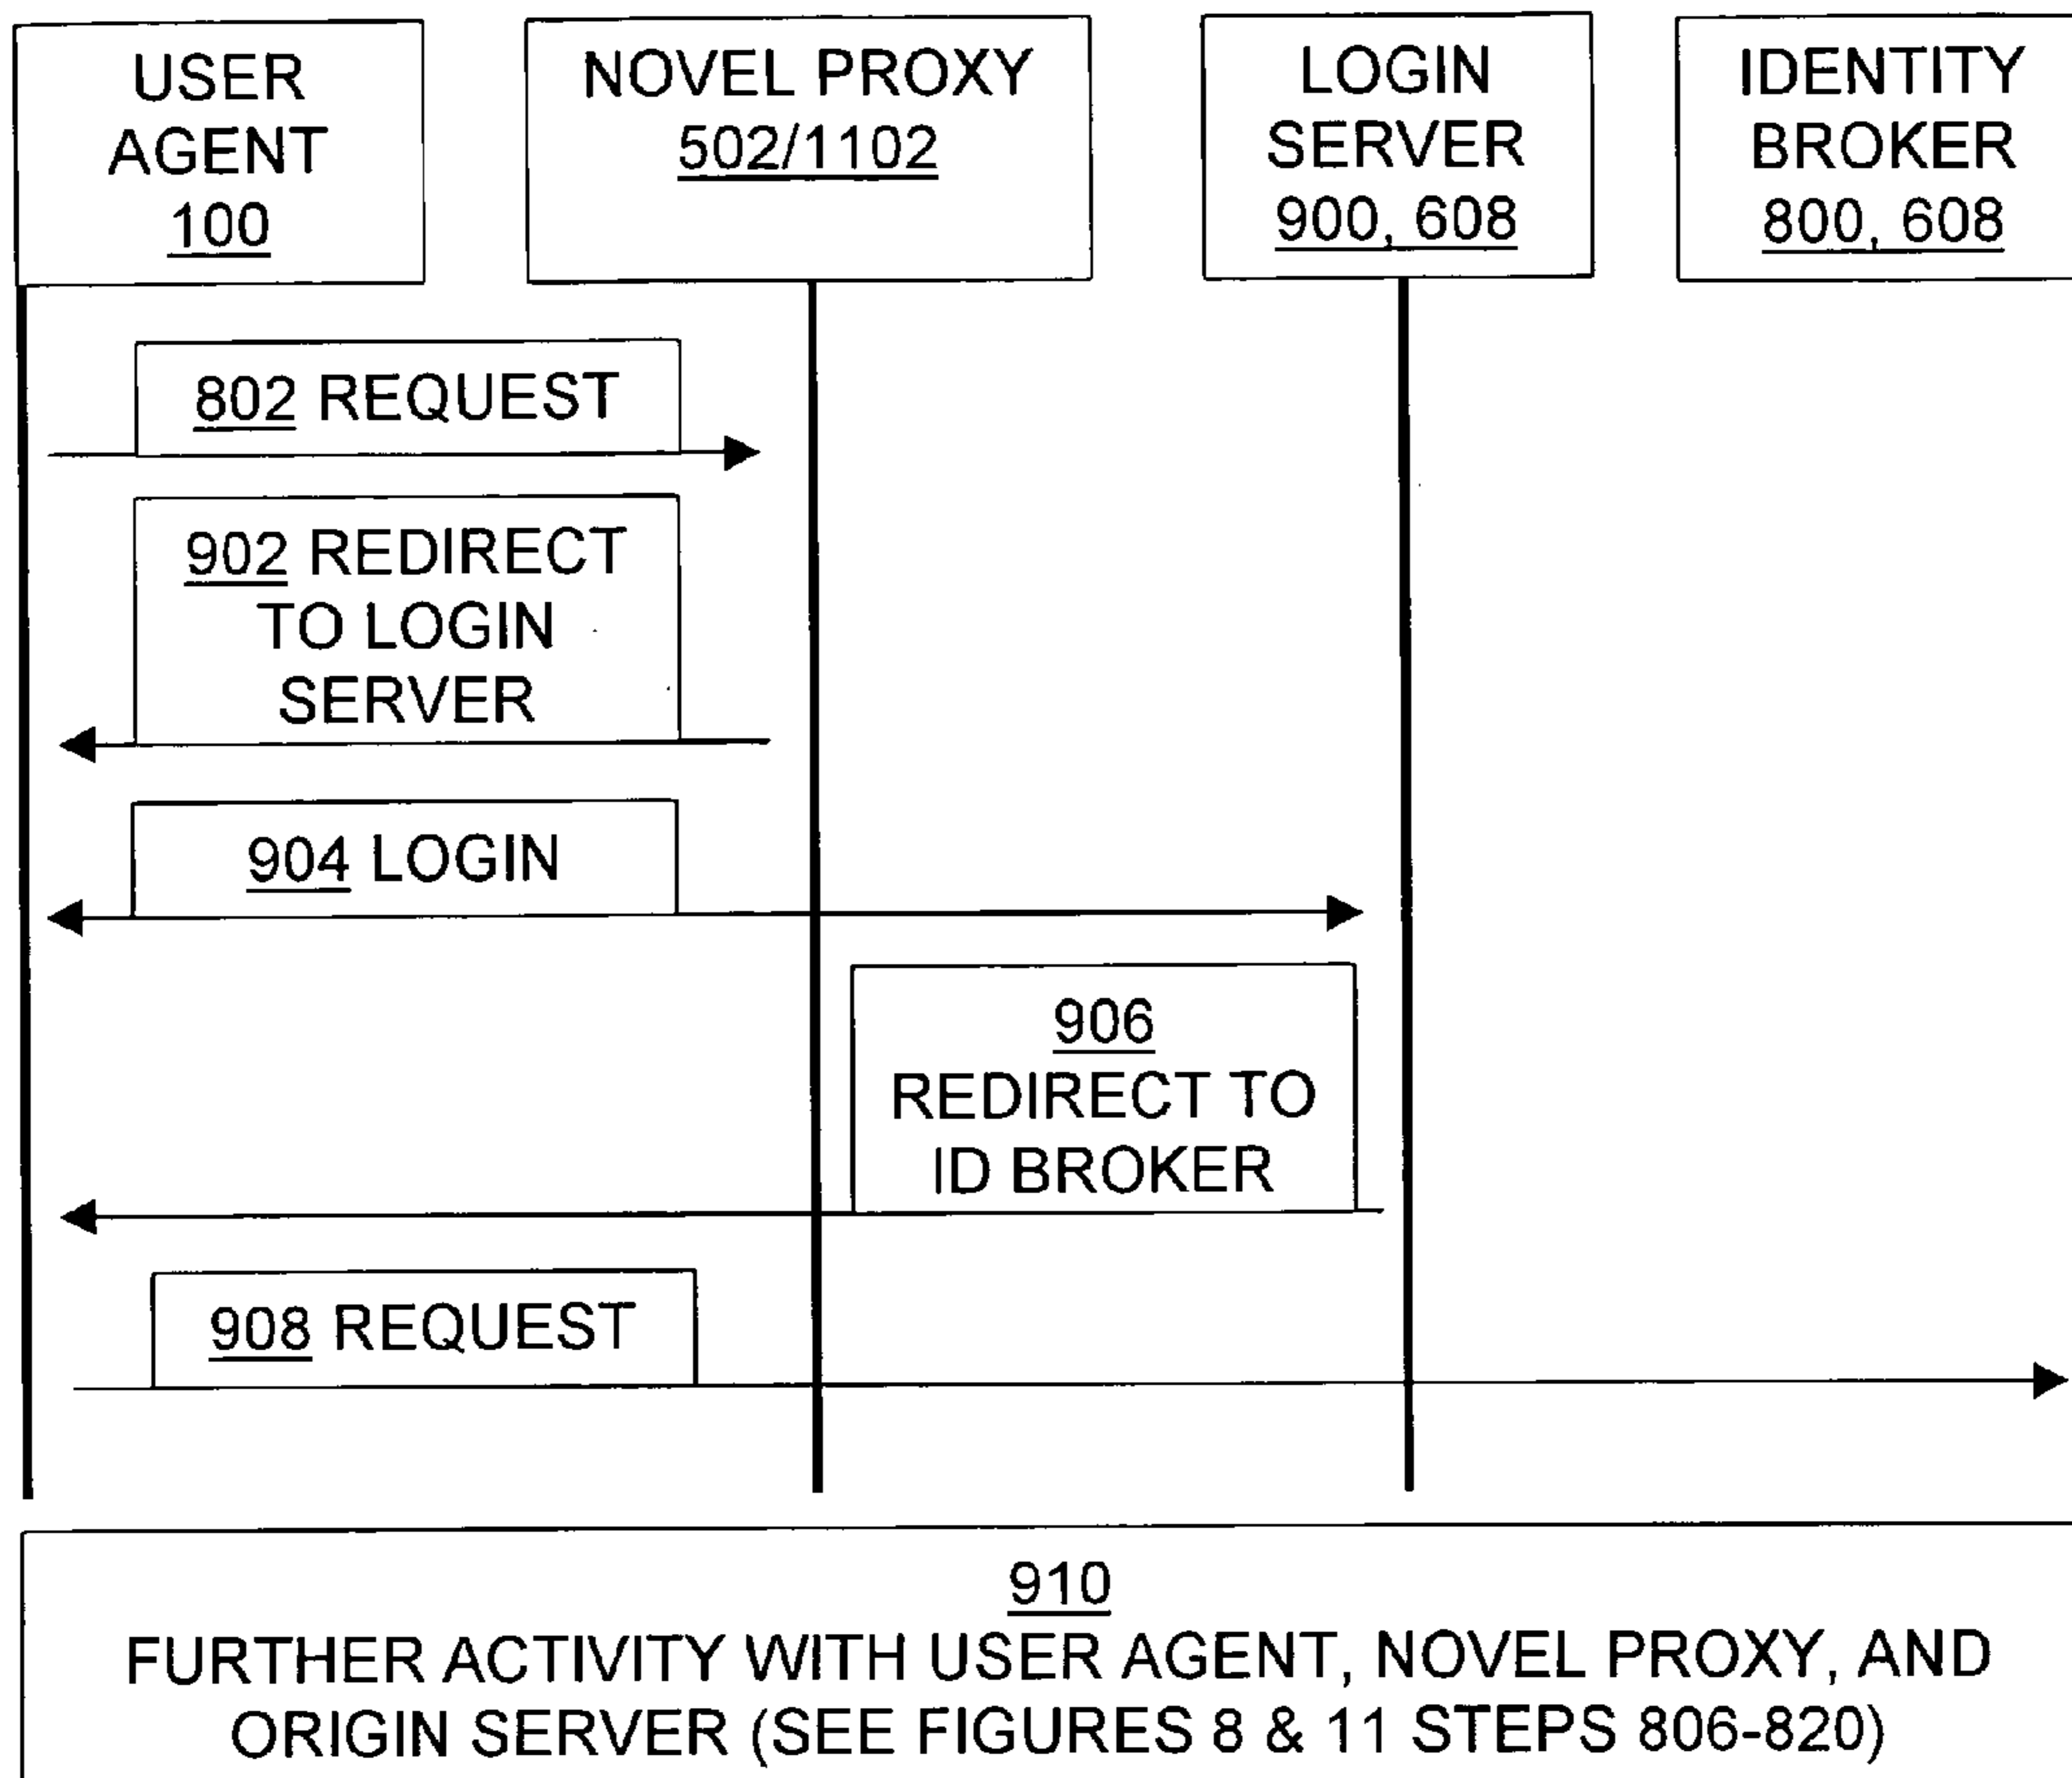 USER
AGENT
100
NOVEL PROXY
502/1102
LOGIN
SERVER
900, 608
IDENTITY
BROKER
800, 608
802 REQUEST
902 REDIRECT
TO LOGIN
SERVER
904 LOGIN
906
REDIRECT TO
ID BROKER
908 REQUEST
910
FURTHER ACTIVITY WITH USER AGENT, NOVEL PROXY, AND
ORIGIN SERVER (SEE FIGURES 8 & 11 STEPS 806-820)